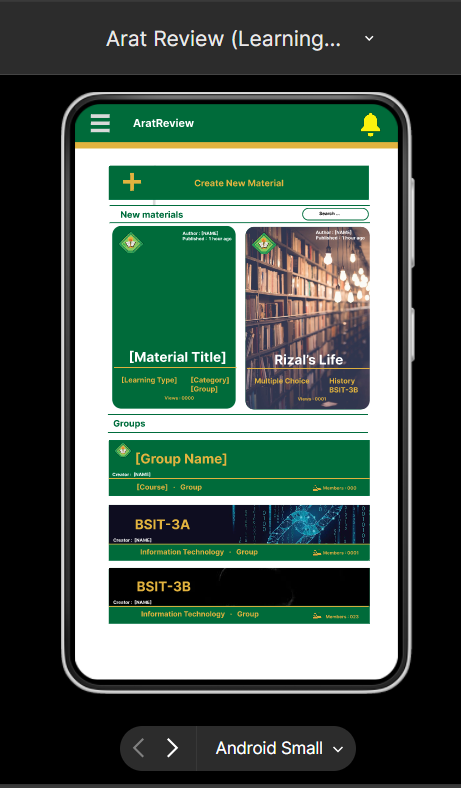 Arat Review (Learning...
AratReview
Create New Material
New materials
Search ...
Author : [NAME]
Published : 1 hour ago
[Material Title]
[Learning Type]
[Category]
[Group]
Views : 0000
Author : [NAME]
Published : 1 hour ago
Rizal's Life
Multiple Choice
History
BSIT-3B
Views : 0001
Groups
[Group Name]
Creator : [NAME]
[Course] · Group
Members : 000
BSIT-3A
Creator : [NAME]
Information Technology · Group
Members : 0001
BSIT-3B
Creator : [NAME]
Information Technology · Group
Members : 023
Android Small